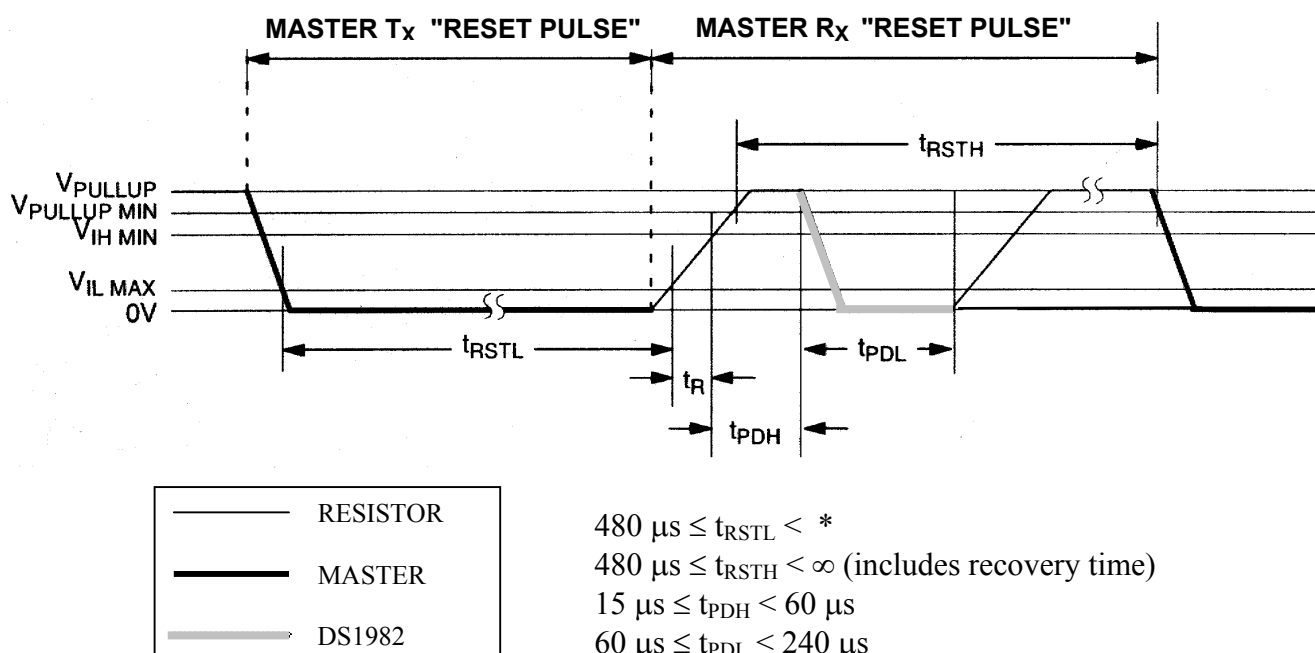 MASTER TX "RESET PULSE" MASTER RX "RESET PULSE"
tRSTH
VPULLUP
VPULLUP MIN
VIH MIN
VIL MAX
0V
tRSTL
tPDL
tR
tPDH
RESISTOR
MASTER
DS1982
480 μs ≤ tRSTL < *
480 μs ≤ tRSTH < ∞ (includes recovery time)
15 μs ≤ tPDH < 60 μs
60 μs ≤ tPDL < 240 μs